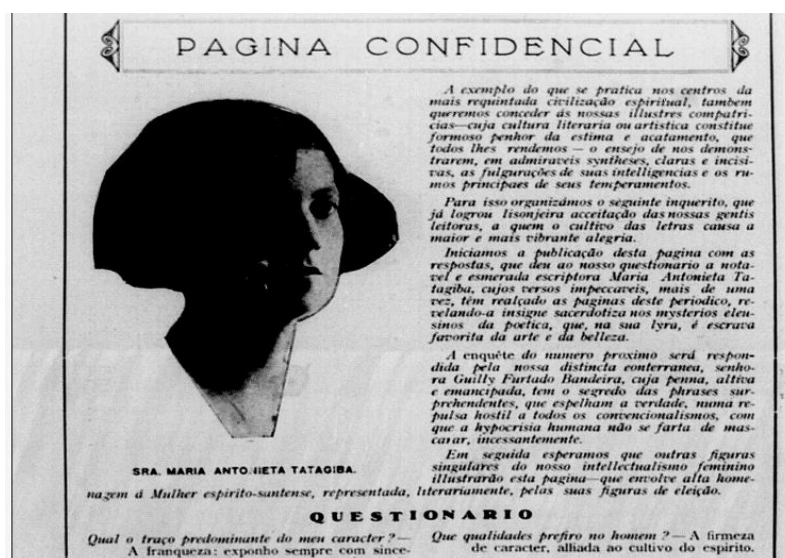 PAGINA CONFIDENCIAL
A exemplo do que se pratica nos centros da
mais requintada civilização espiritual, tambem
queremos conceder ás nossas illustres compatri-
cias—cuja cultura literaria ou artistica constitue
formoso penhor da estima e acatamento, que
todos lhes rendemos — o ensejo de nos demons-
trarem, em admiraveis syntheses, claras e incisi-
vas, as fulgurações de suas intelligencias e os ru-
mos principaes de seus temperamentos.
Para isso organizámos o seguinte inquerito, que
já logrou lisonjeira acceitação das nossas gentis
leitoras, a quem o cultivo das letras causa a
maior e mais vibrante alegria.
Iniciamos a publicação desta pagina com as
respostas, que deu ao nosso questionario a nota-
vel e esmerada escriptora Maria Antonieta Ta-
tagiba, cujos versos impeccaveis, mais de uma
vez, têm realçado as paginas deste periodico, re-
velando-a insigne sacerdotiza nos mysterios eleu-
sinos da poetica, que, na sua lyra, é escrava
favorita da arte e da belleza.
A enquête do numero proximo será respon-
dida pela nossa distincta conterranea, senho-
ra Guilly Furtado Bandeira, cuja penna, altiva
e emancipada, tem o segredo das phrases sur-
prehendentes, que espelham a verdade, numa re-
pulsa hostil a todos os convencionalismos, com
que a hypocrisia humana não se farta de mas-
carar, incessantemente.
Em seguida esperamos que outras figuras
singulares do nosso intellectualismo feminino
illustrarão esta pagina—que envolve alta home-
nagem á Mulher espirito-santense, representada, literariamente, pelas suas figuras de eleição.
SRA. MARIA ANTONIETA TATAGIBA.
QUESTIONARIO
Qual o traço predominante do meu caracter ?—
A franqueza: exponho sempre com since-
Que qualidades prefiro no homem ? — A firmeza
de caracter, alliada ao cultivo do espirito.